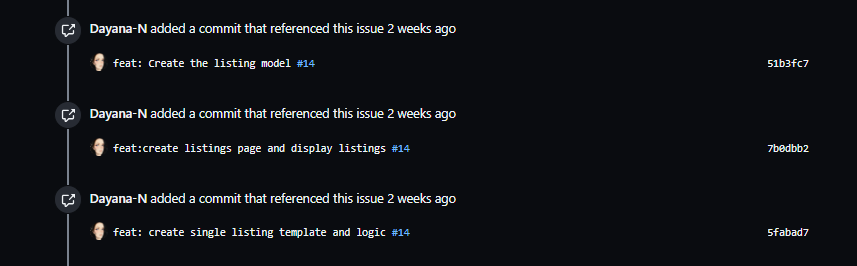 Dayana-N added a commit that referenced this issue 2 weeks ago
feat: Create the listing model #14 51b3fc7
Dayana-N added a commit that referenced this issue 2 weeks ago
feat:create listings page and display listings #14 7b0dbb2
Dayana-N added a commit that referenced this issue 2 weeks ago
feat: create single listing template and logic #14 5fabad7